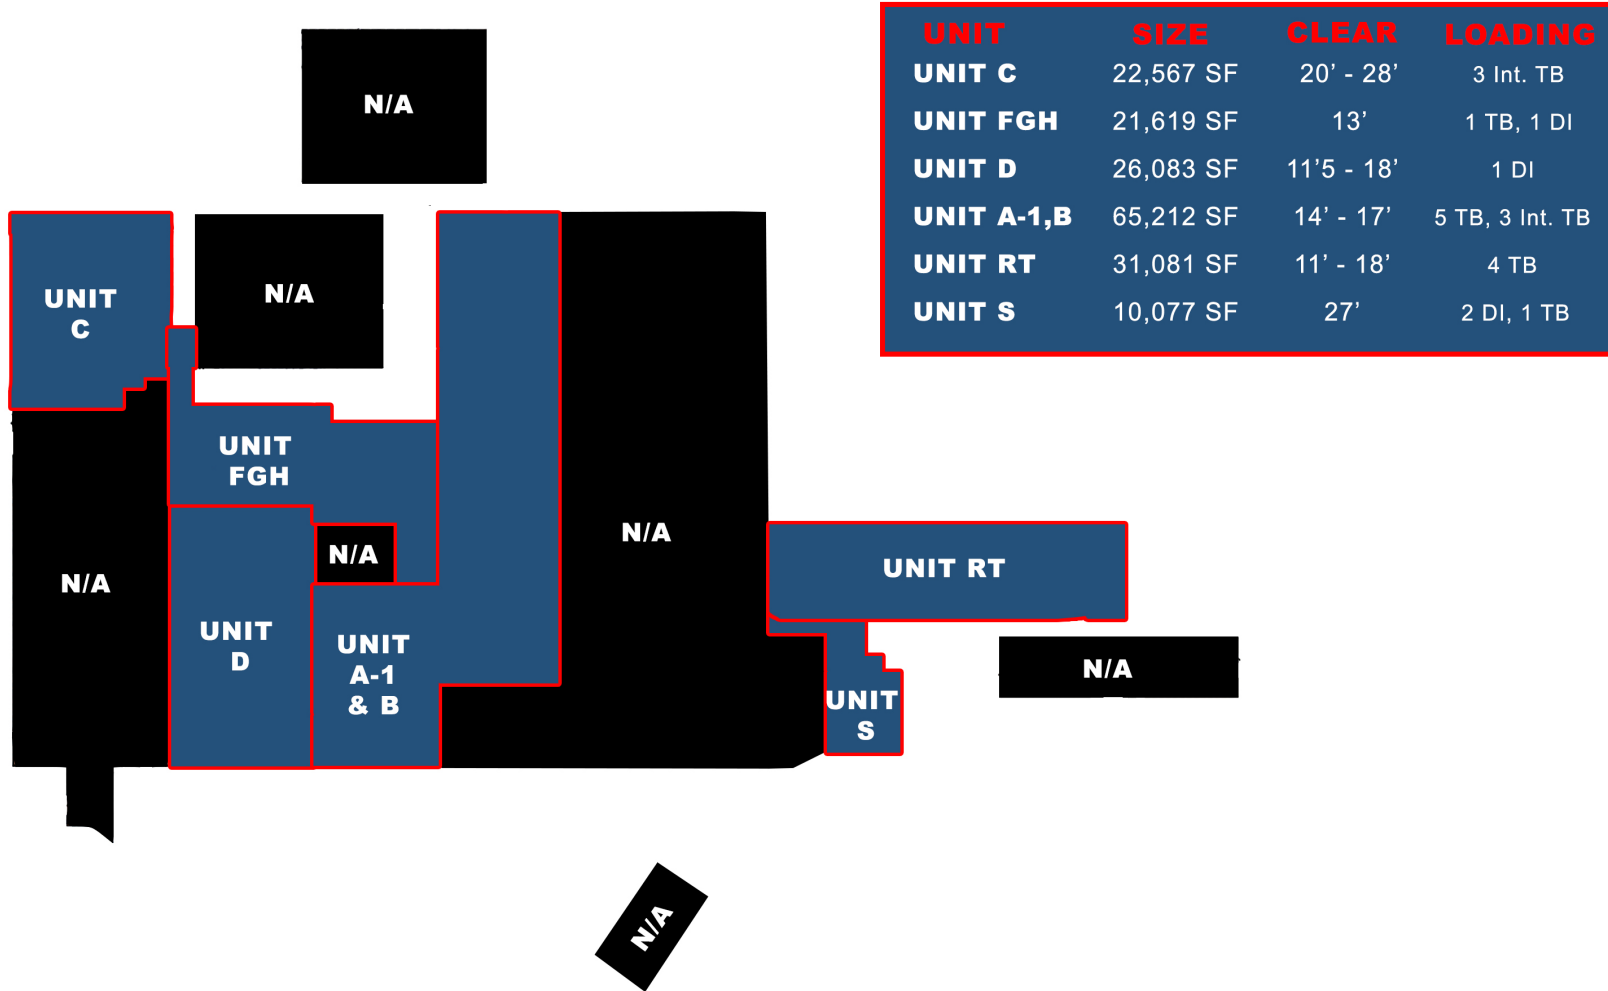 UNIT SIZE CLEAR LOADING
UNIT C 22,567 SF 20’ - 28’ 3 Int. TB
UNIT FGH 21,619 SF 13’ 1 TB, 1 DI
UNIT D 26,083 SF 11’5 - 18’ 1 DI
UNIT A-1,B 65,212 SF 14’ - 17’ 5 TB, 3 Int. TB
UNIT RT 31,081 SF 11’ - 18’ 4 TB
UNIT S 10,077 SF 27’ 2 DI, 1 TB
N/A
UNIT
C
N/A
UNIT
FGH
N/A
N/A
N/A
UNIT RT
UNIT
D
UNIT
A-1
& B
N/A
UNIT
S
N/A